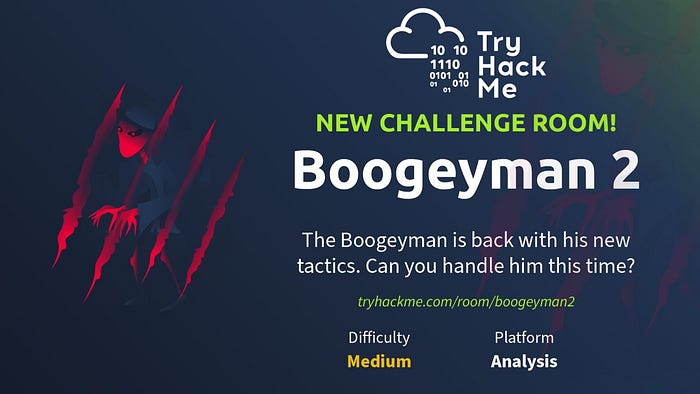 10 10
1110
0101 01
01 010
01
Try
Hack
Me
NEW CHALLENGE ROOM!
Boogeyman 2
The Boogeyman is back with his new
tactics. Can you handle him this time?
tryhackme.com/room/boogeyman2
Difficulty
Platform
Medium
Analysis